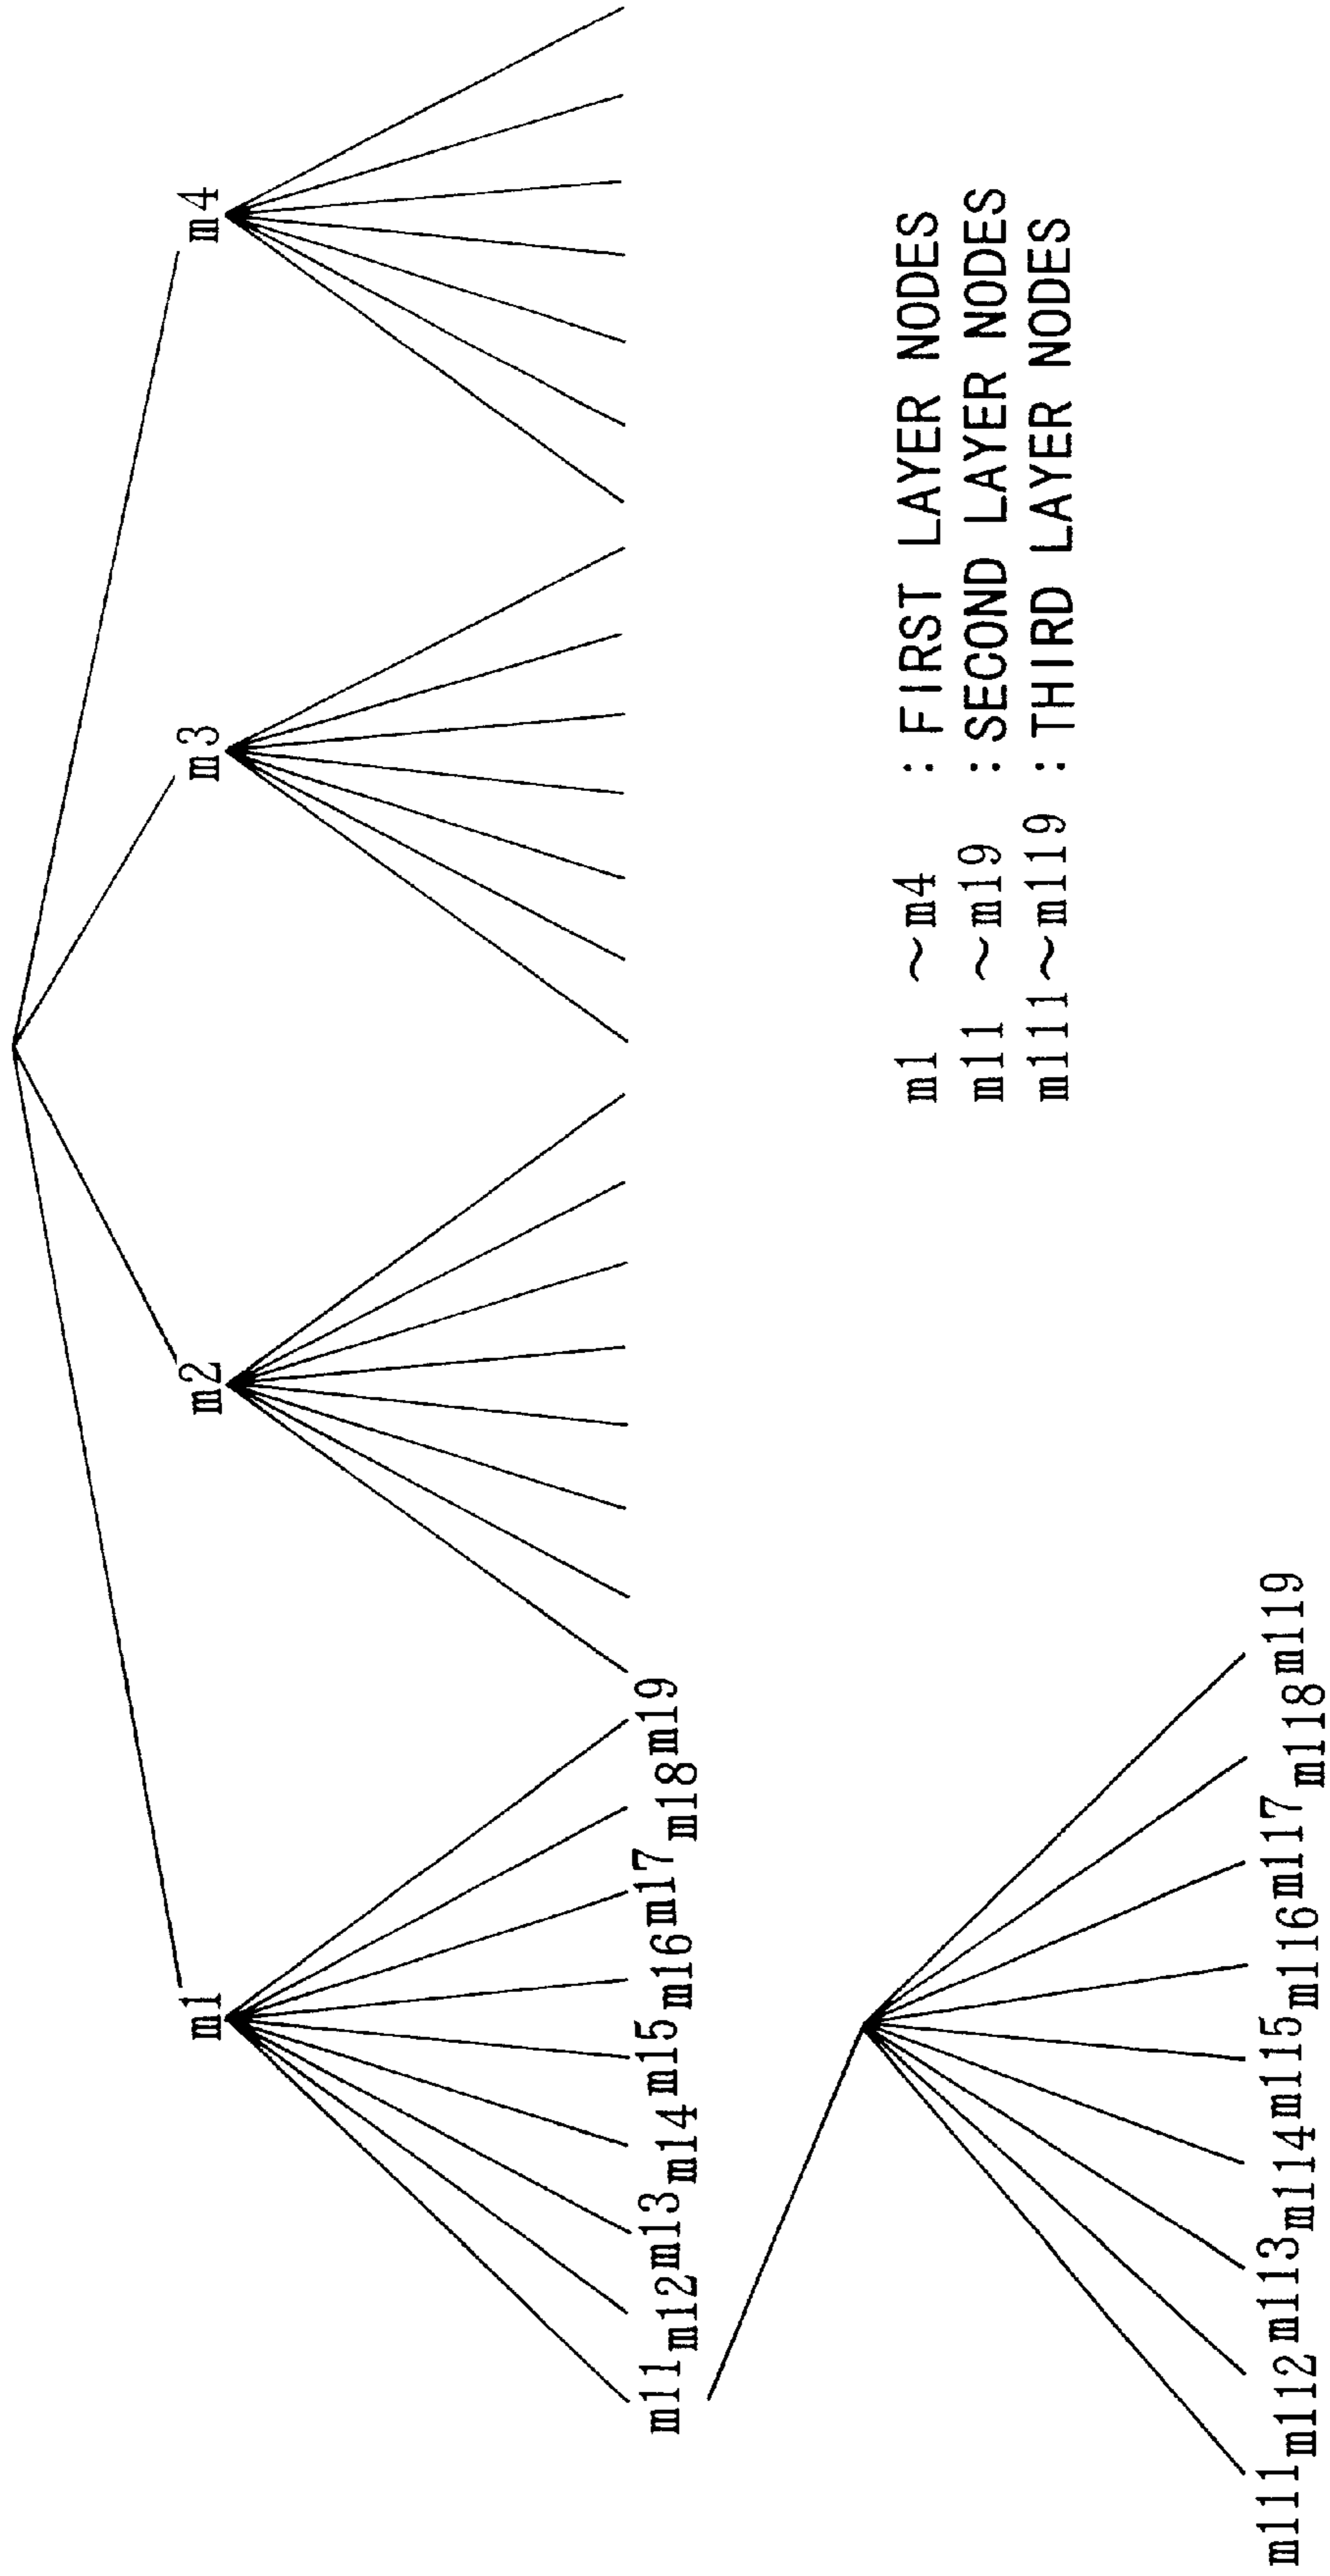 m1 m2 m3 m4
m11 m12 m13 m14 m15 m16 m17 m18 m19
m1 ~m4 :FIRST LAYER NODES
m11 ~m19 :SECOND LAYER NODES
m111~m119 :THIRD LAYER NODES
m111 m112 m113 m114 m115 m116 m117 m118 m119